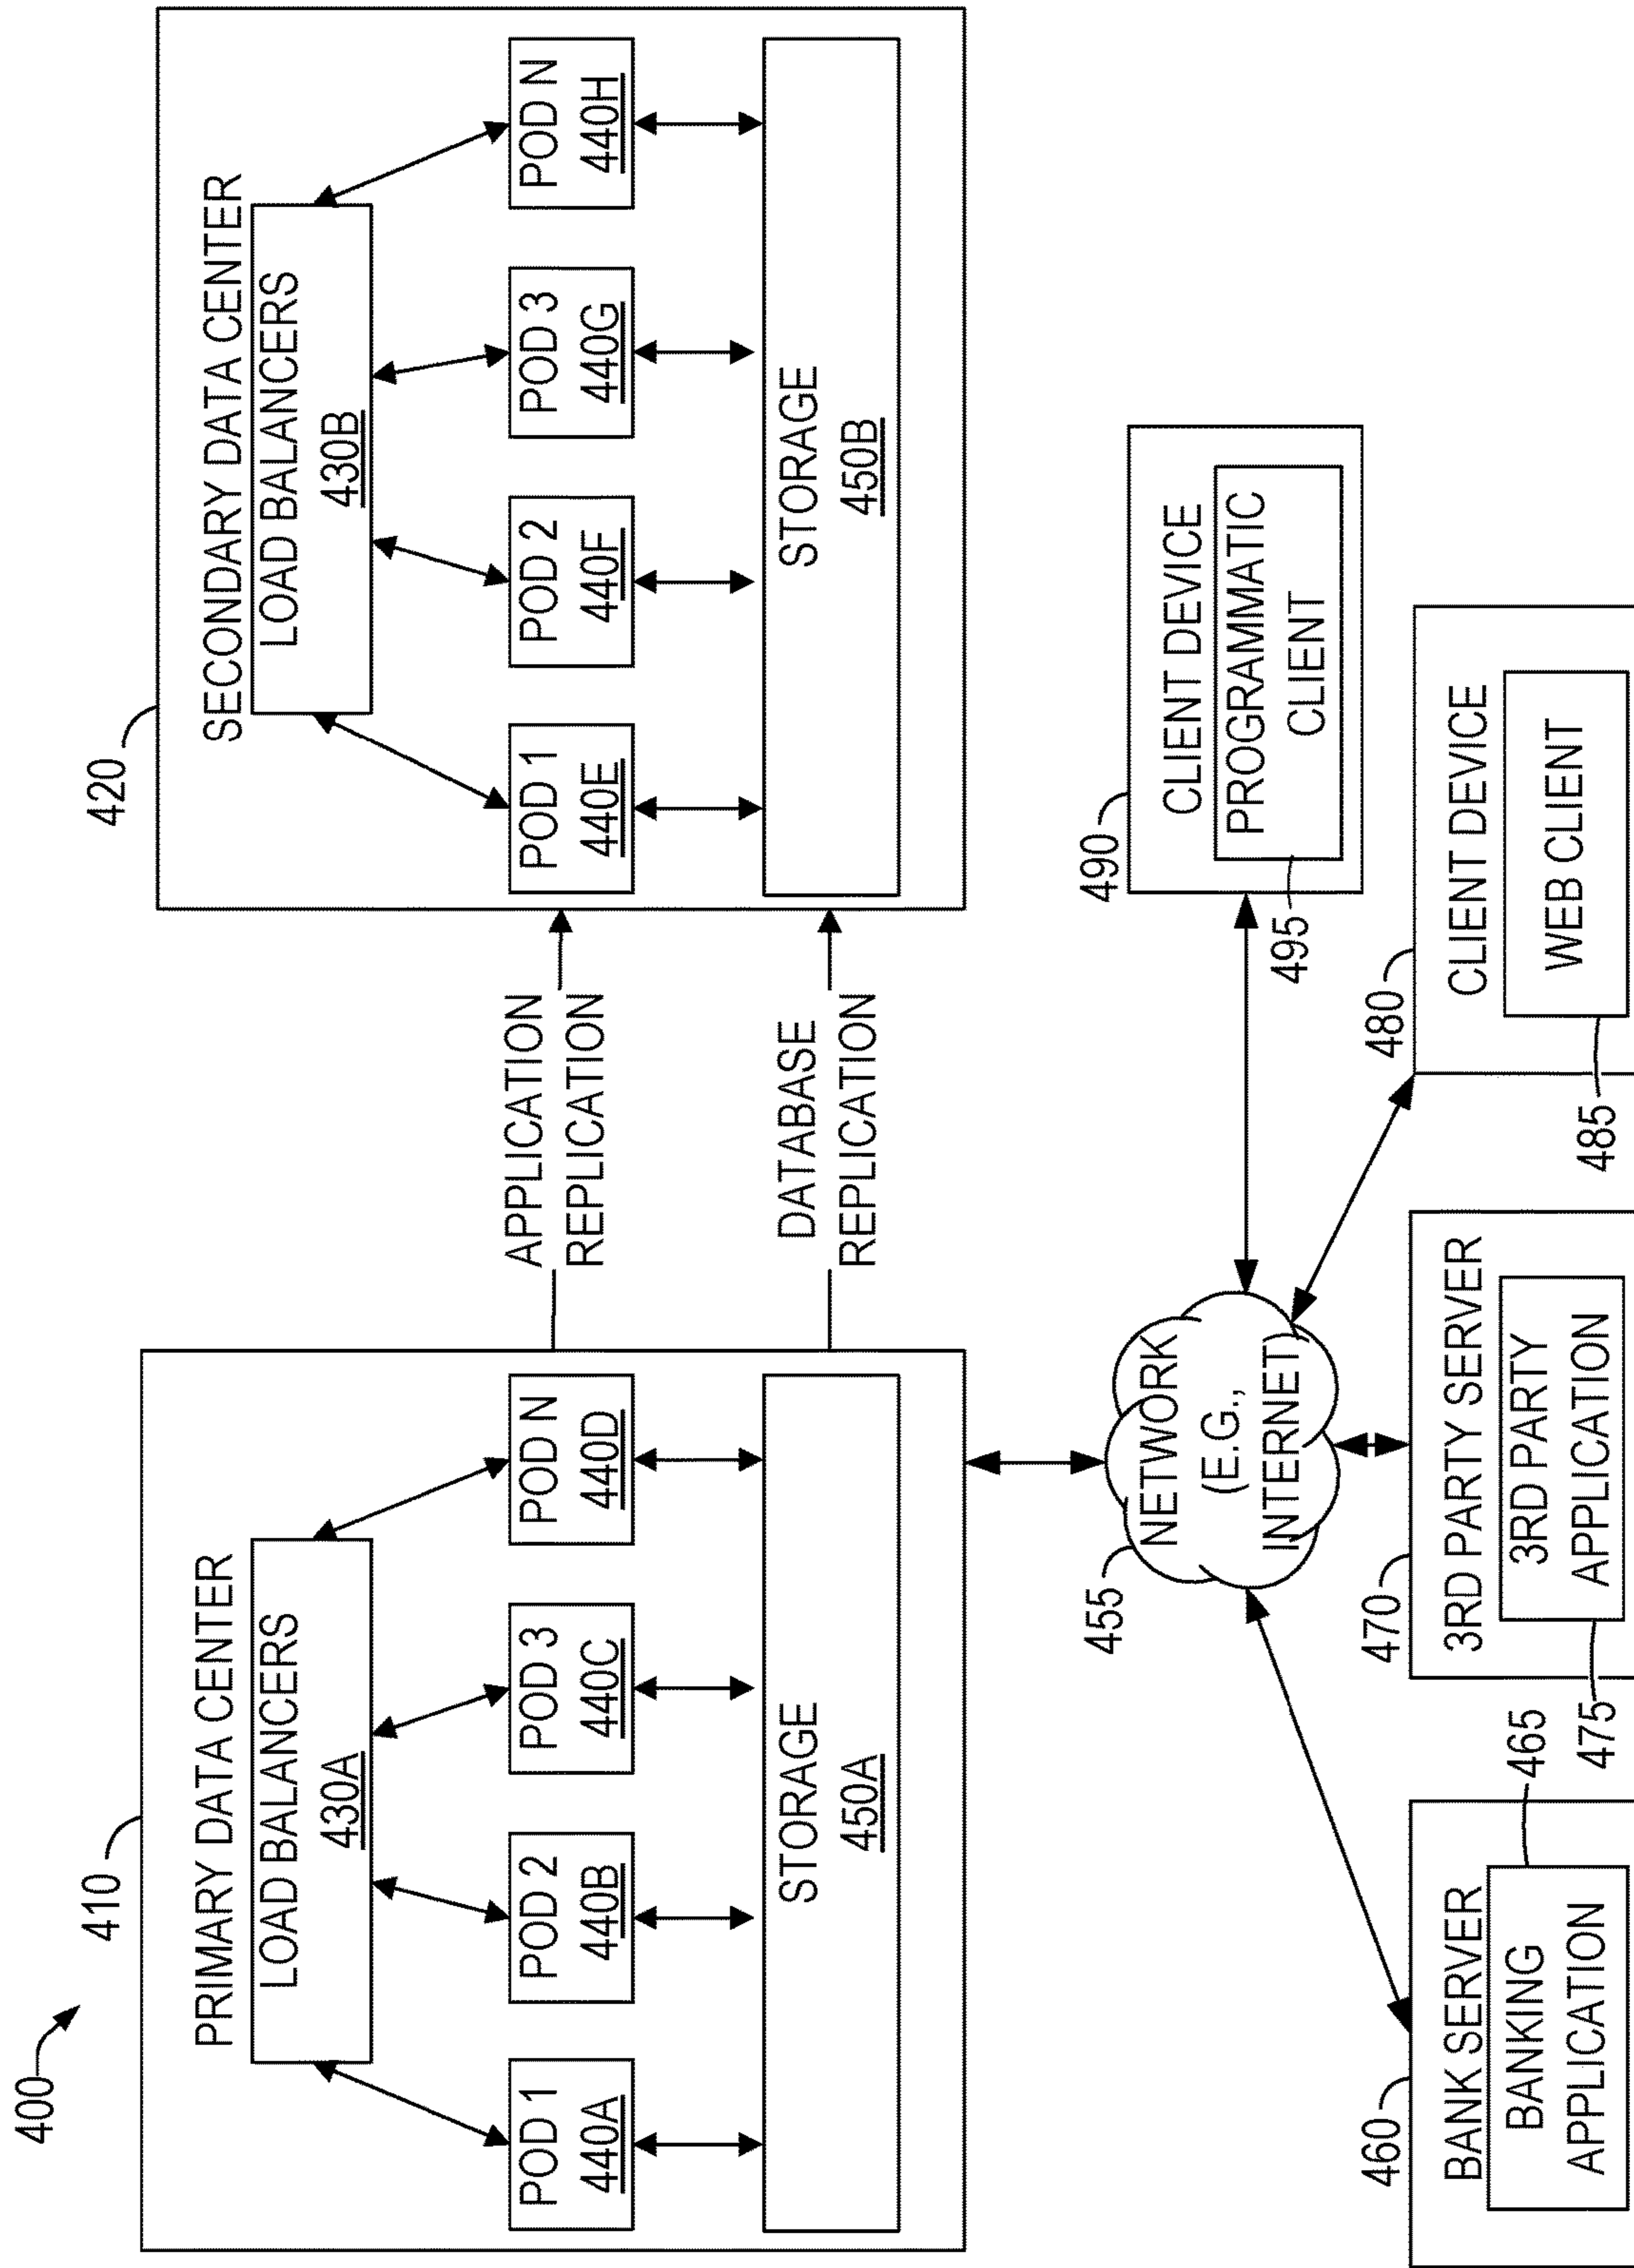 400
410
PRIMARY DATA CENTER
LOAD BALANCERS
430A
POD 1
440A
POD 2
440B
POD 3
440C
POD N
440D
STORAGE
450A
APPLICATION
REPLICATION
DATABASE
REPLICATION
420
SECONDARY DATA CENTER
LOAD BALANCERS
430B
POD 1
440E
POD 2
440F
POD 3
440G
POD N
440H
STORAGE
450B
455
NETWORK
(E.G.,
INTERNET)
460
BANK SERVER
BANKING
APPLICATION
465
470
3RD PARTY SERVER
3RD PARTY
APPLICATION
475
480
CLIENT DEVICE
WEB CLIENT
485
490
CLIENT DEVICE
PROGRAMMATIC
CLIENT
495